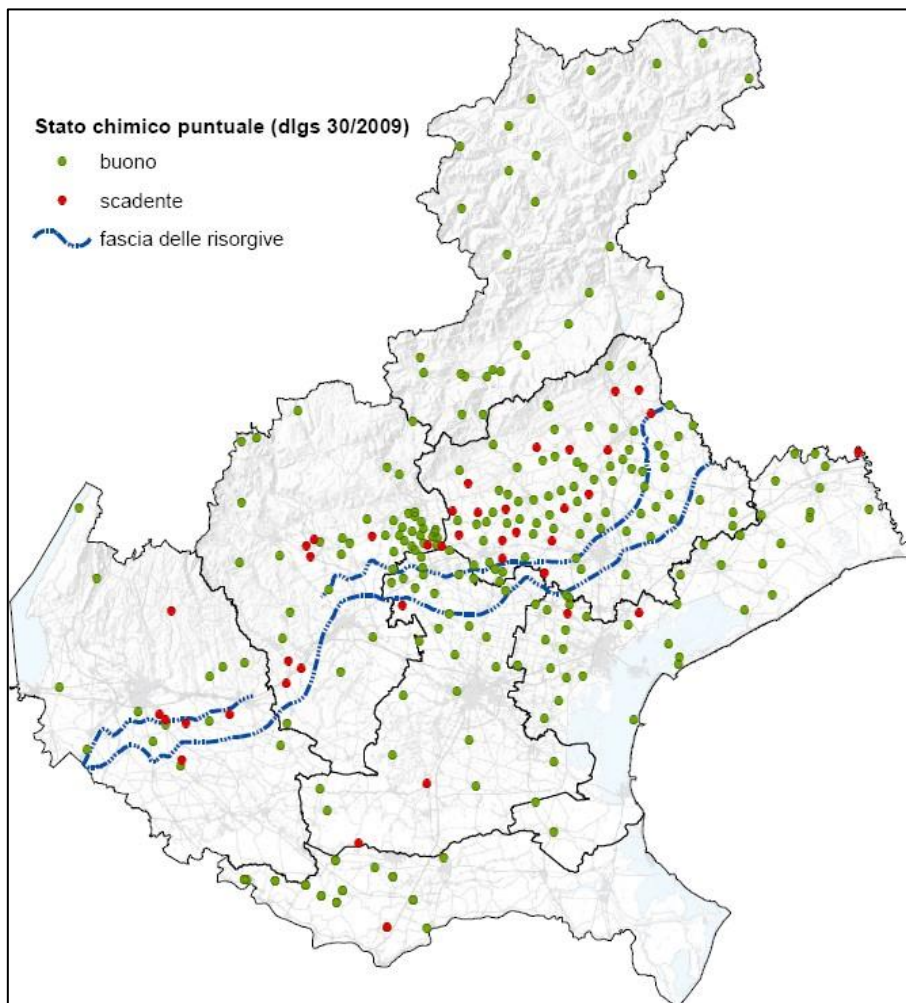 Stato chimico puntuale (dlgs 30/2009)
buono
scadente
fascia delle risorgive